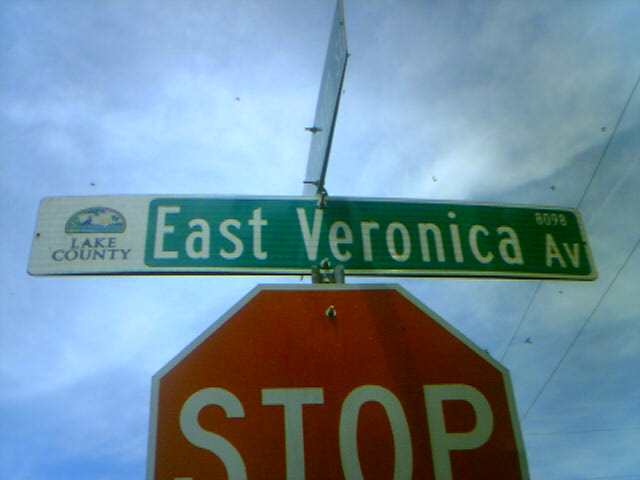 LAKE
COUNTY
East Veronica Av
8098
STOP